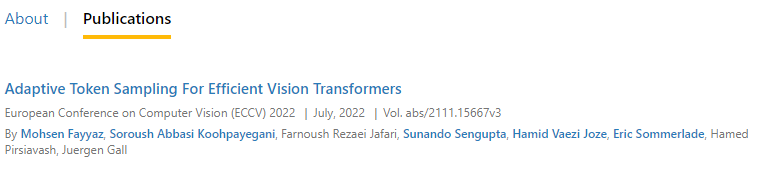 About | Publications
Adaptive Token Sampling For Efficient Vision Transformers
European Conference on Computer Vision (ECCV) 2022 | July, 2022 | Vol. abs/2111.15667v3
By Mohsen Fayyaz, Soroush Abbasi Koohpayegani, Farnoush Rezaei Jafari, Sunando Sengupta, Hamid Vaezi Joze, Eric Sommerlade, Hamed
Pirsiavash, Juergen Gall